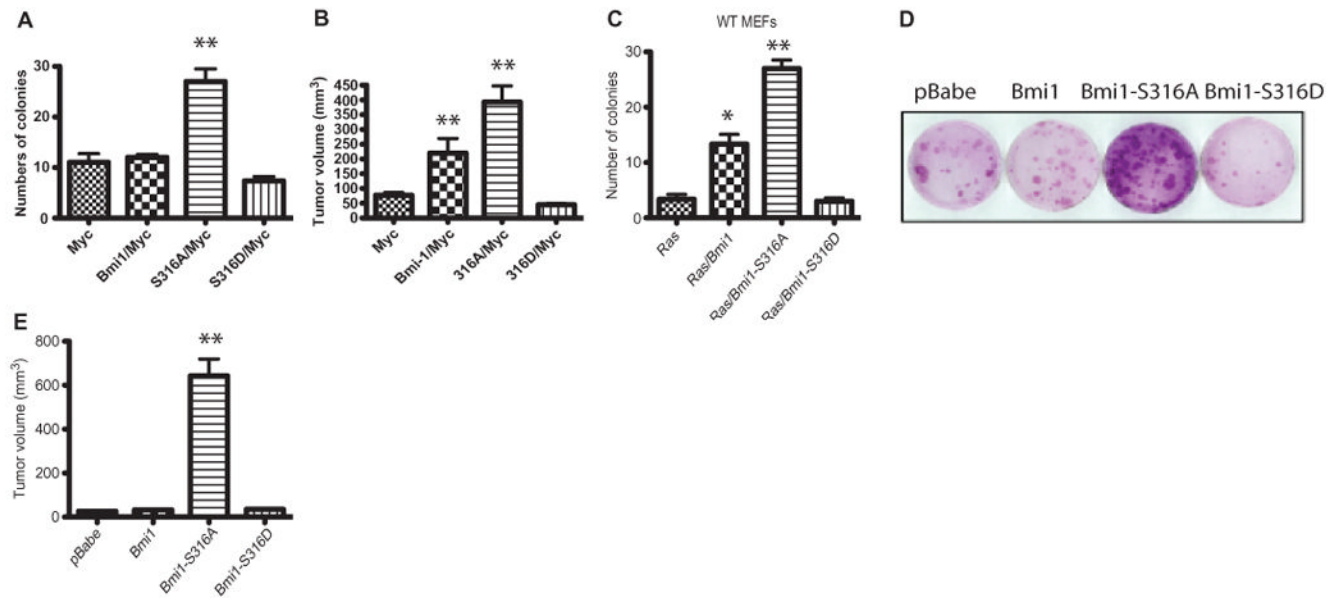 A
Numbers of colonies
**
30
20
10
0
Myc
Bmi1/Myc
S316A/Myc
S316D/Myc
B
Tumor volume (mm3)
**
**
450
400
350
300
250
200
150
100
50
0
Myc
Bmi-1/Myc
316A/Myc
316D/Myc
C
WT MEFs
Number of colonies
*
**
30
20
10
0
Ras
Ras/Bmi1
Ras/Bmi1-S316A
Ras/Bmi1-S316D
D
pBabe Bmi1 Bmi1-S316A Bmi1-S316D
E
Tumor volume (mm3)
**
800
600
400
200
0
pBabe
Bmi1
Bmi1-S316A
Bmi1-S316D